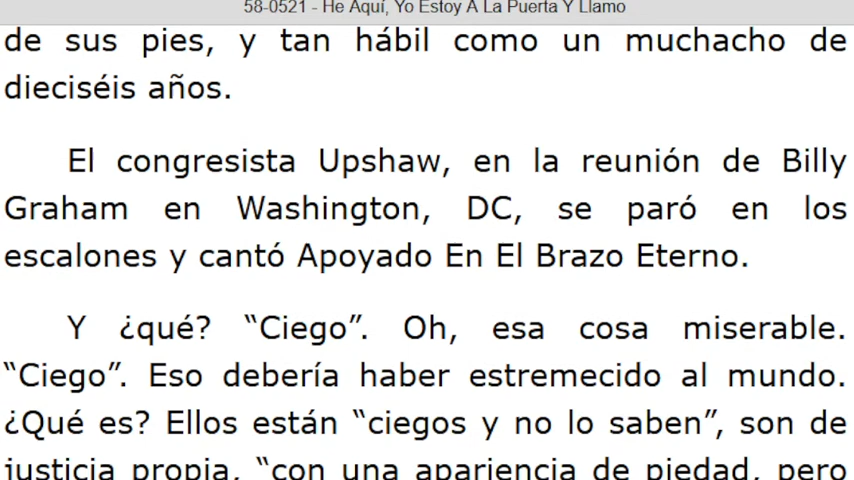 58-0521 - He Aquí, Yo Estoy A La Puerta Y Llamo
de sus pies, y tan hábil como un muchacho de
dieciséis años.
El congresista Upshaw, en la reunión de Billy
Graham en Washington, DC, se paró en los
escalones y cantó Apoyado En El Brazo Eterno.
Y ¿qué? “Ciego”. Oh, esa cosa miserable.
“Ciego”. Eso debería haber estremecido al mundo.
¿Qué es? Ellos están “ciegos y no lo saben”, son de
justicia propia, “con una apariencia de piedad, pero